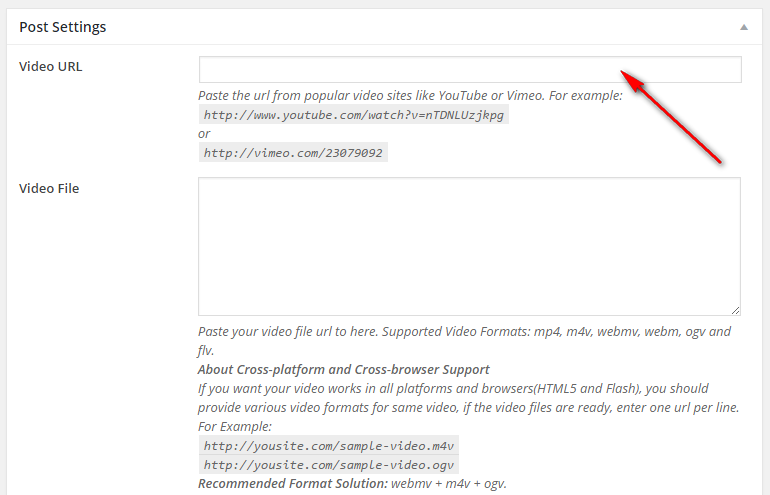 Post Settings
Video URL
Paste the url from popular video sites like YouTube or Vimeo. For example:
http://www.youtube.com/watch?v=nTDNLUzjkpg
or
http://vimeo.com/23079092
Video File
Paste your video file url to here. Supported Video Formats: mp4, m4v, webmv, webm, ogv and
flv.
About Cross-platform and Cross-browser Support
If you want your video works in all platforms and browsers(HTML5 and Flash), you should
provide various video formats for same video, if the video files are ready, enter one url per line.
For Example:
http://yousite.com/sample-video.m4v
http://yousite.com/sample-video.ogv
Recommended Format Solution: webmv + m4v + ogv.